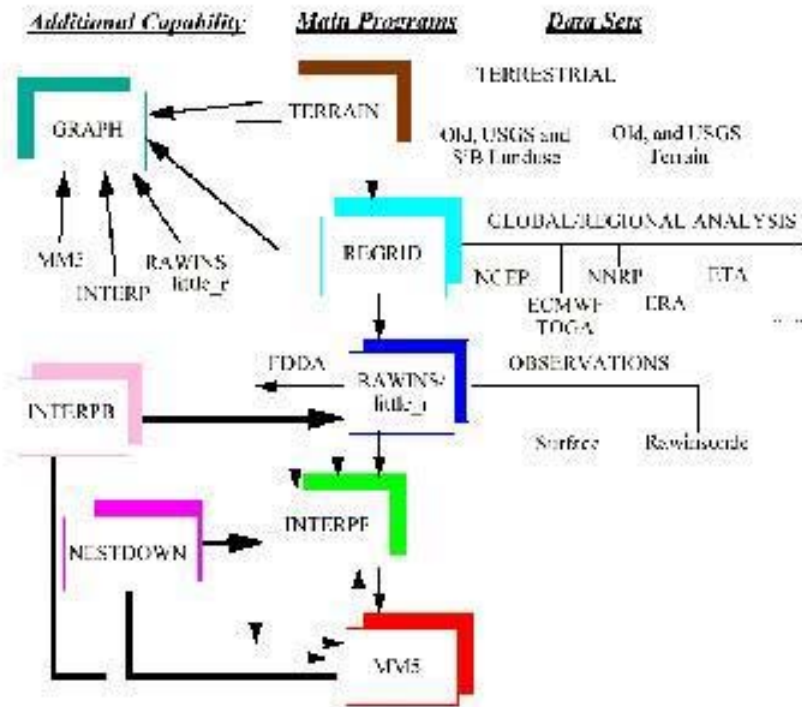 Additional Capability
Main Programs
Data Sets
TERRESTRIAL
TERRAIN
GRAPH
Old, USGS and
SiB Landuse
Old, and USGS
Terrain
GLOBAL/REGIONAL ANALYSIS
REGRID
MM5
INTERP
RAWINS
little_r
NCEP
NNRP
ETA
ECMWF
TOGA
ERA
......
FDDA
OBSERVATIONS
RAWINS/
little_r
INTERPB
Surface
Rawinsonde
INTERPF
NESTDOWN
MM5